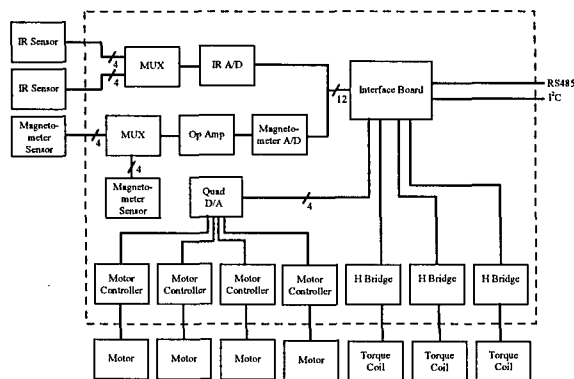 IR Sensor
4
MUX
IR A/D
IR Sensor
4
12
Interface Board
RS485
I²C
Magneto-
meter
Sensor
4
MUX
Op Amp
Magneto-
meter A/D
4
Magneto-
meter
Sensor
Quad
D/A
4
Motor
Controller
Motor
Controller
Motor
Controller
Motor
Controller
H Bridge
H Bridge
H Bridge
Motor
Motor
Motor
Motor
Torque
Coil
Torque
Coil
Torque
Coil